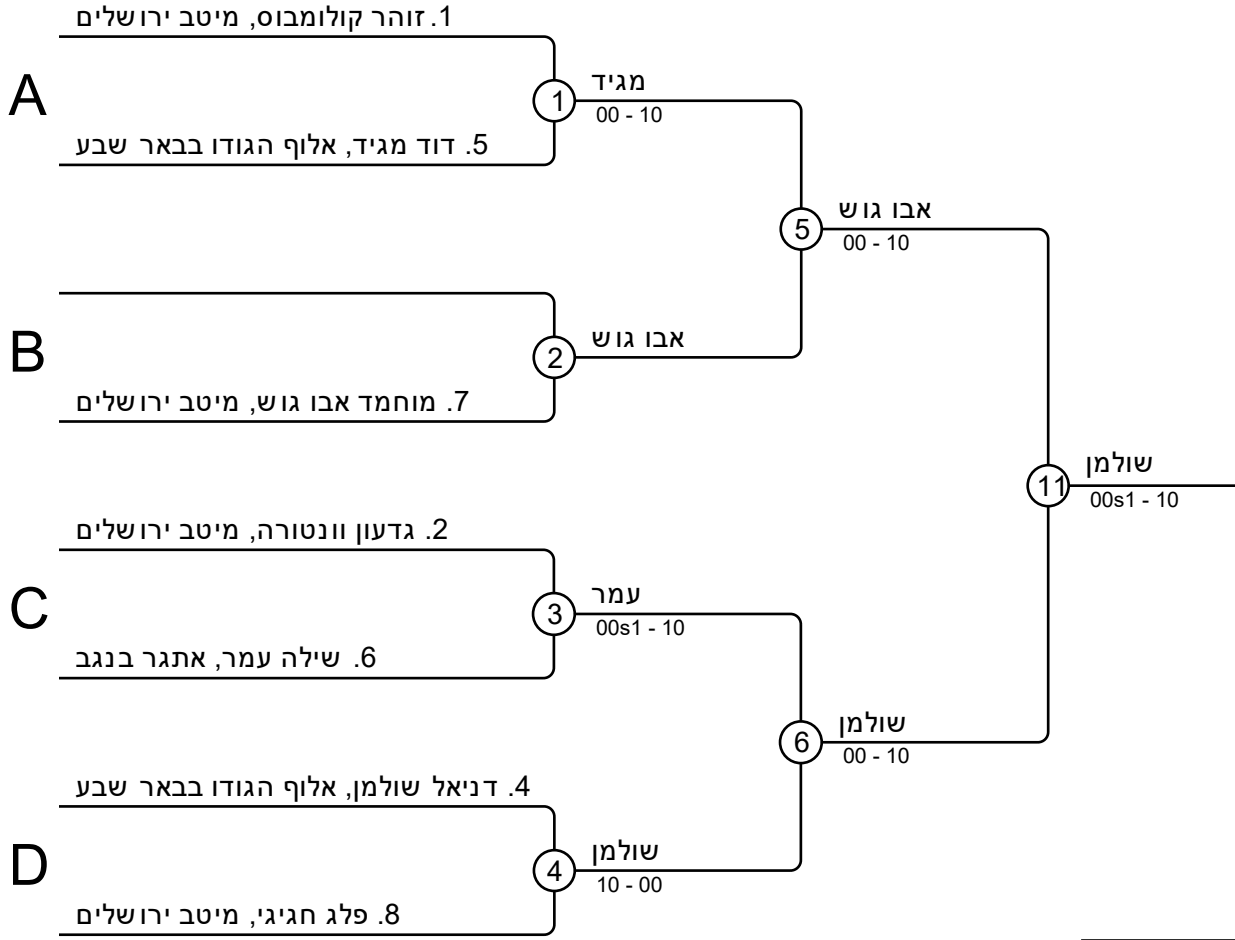 1. זוהר קולומבוס, מיטב ירושלים
A
1
מגיד
00 - 10
5. דוד מגיד, אלוף הגודו בבאר שבע
5
אבו גוש
00 - 10
B
2
אבו גוש
7. מוחמד אבו גוש, מיטב ירושלים
11
שולמן
00s1 - 10
2. גדעון וונטורה, מיטב ירושלים
C
3
עמר
00s1 - 10
6. שילה עמר, אתגר בנגב
6
שולמן
00 - 10
4. דניאל שולמן, אלוף הגודו בבאר שבע
D
4
שולמן
10 - 00
8. פלג חגיגי, מיטב ירושלים